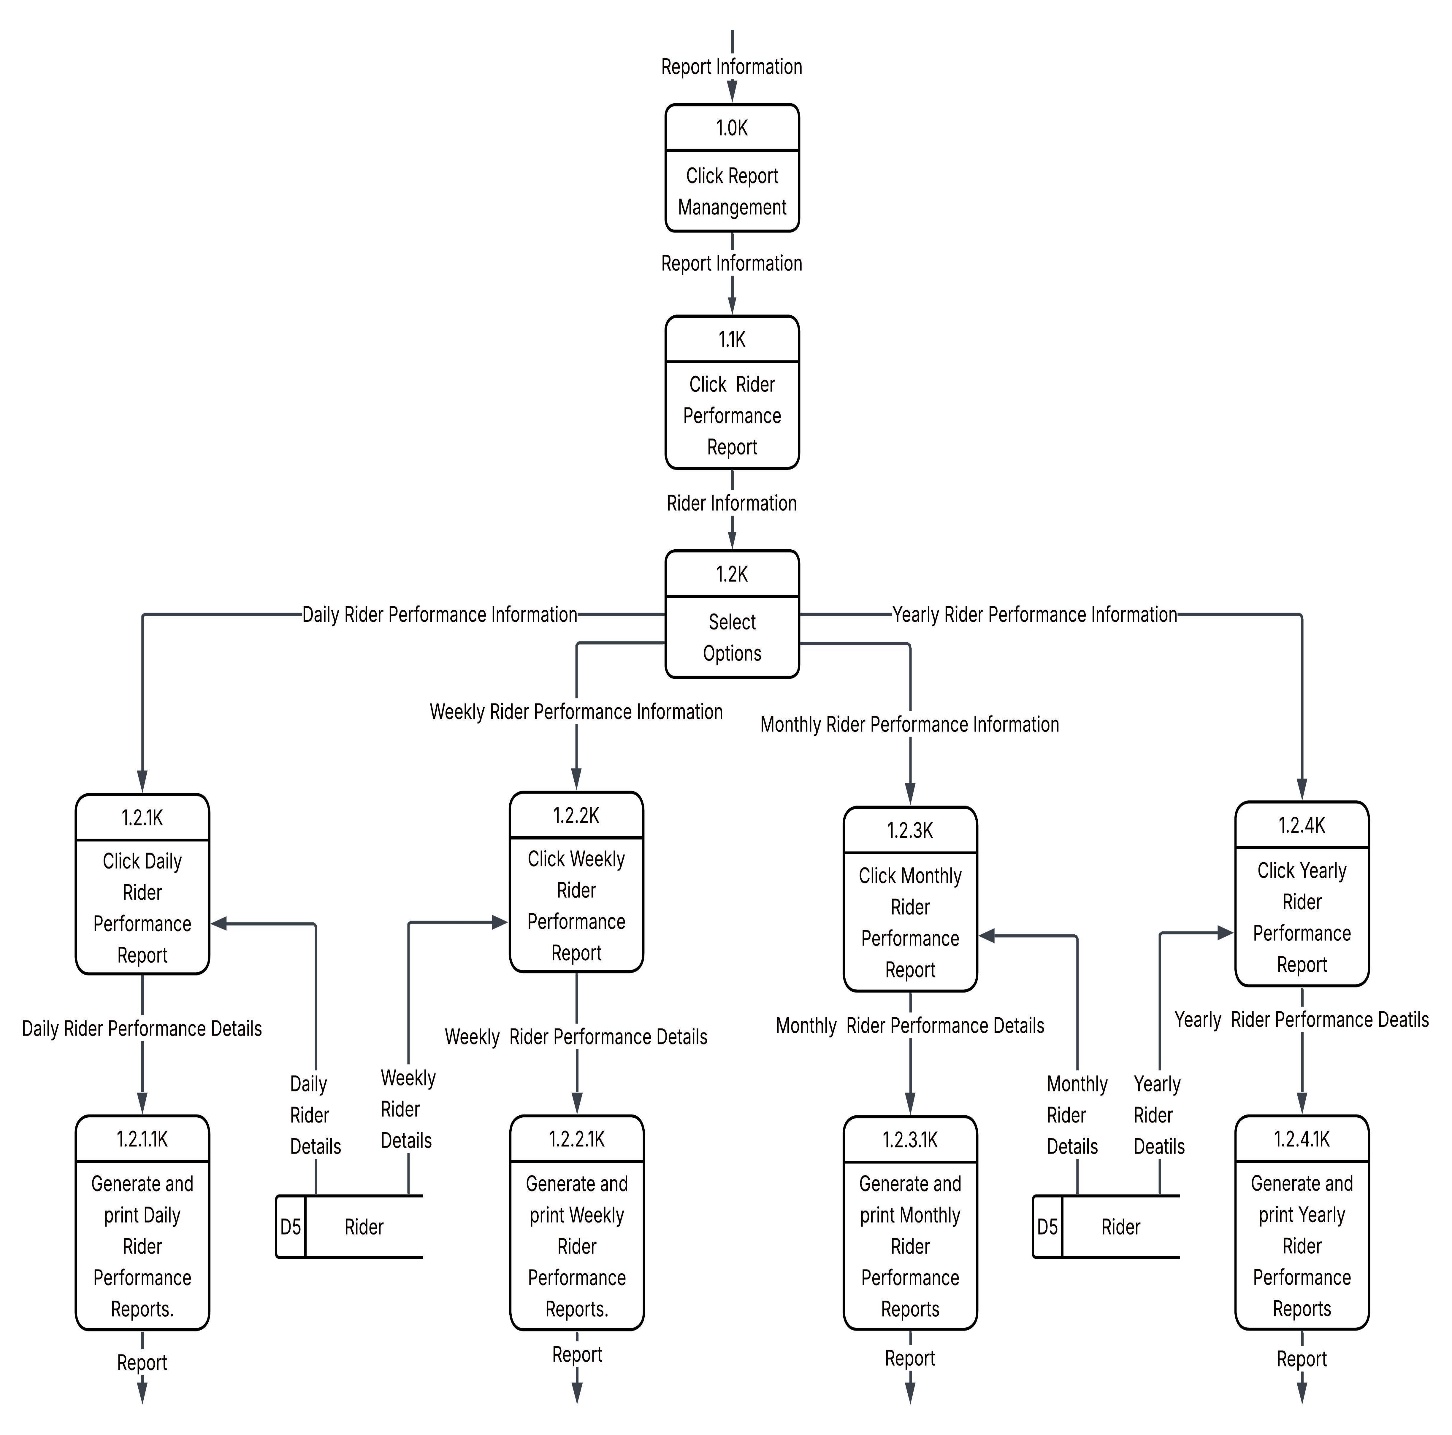 Report Information
1.0K
Click Report
Manangement
Report Information
1.1K
Click Rider
Performance
Report
Rider Information
1.2K
Select
Options
Daily Rider Performance Information
Yearly Rider Performance Information
Weekly Rider Performance Information
Monthly Rider Performance Information
1.2.1K
Click Daily
Rider
Performance
Report
1.2.2K
Click Weekly
Rider
Performance
Report
1.2.3K
Click Monthly
Rider
Performance
Report
1.2.4K
Click Yearly
Rider
Performance
Report
Daily Rider Performance Details
Weekly Rider Performance Details
Monthly Rider Performance Details
Yearly Rider Performance Deatils
Daily
Rider
Details
Weekly
Rider
Details
Monthly
Rider
Details
Yearly
Rider
Deatils
1.2.1.1K
Generate and
print Daily
Rider
Performance
Reports.
D5 Rider
1.2.2.1K
Generate and
print Weekly
Rider
Performance
Reports.
1.2.3.1K
Generate and
print Monthly
Rider
Performance
Reports
D5 Rider
1.2.4.1K
Generate and
print Yearly
Rider
Performance
Reports
Report
Report
Report
Report